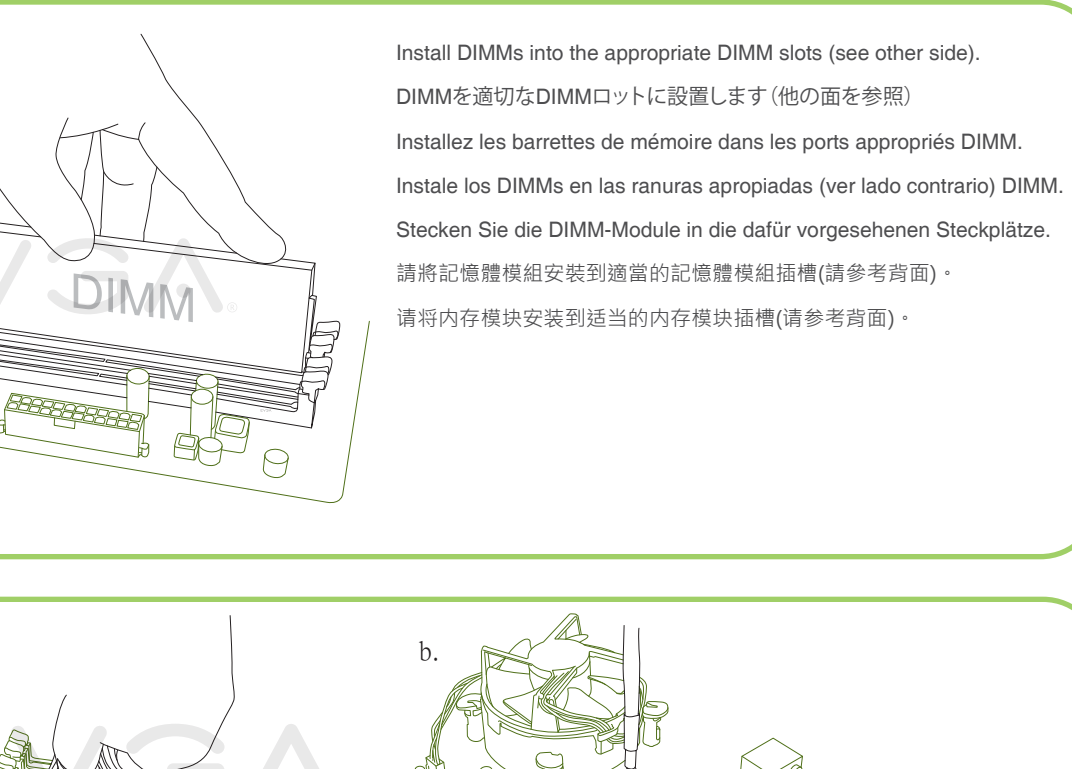 Install DIMMs into the appropriate DIMM slots (see other side).
DIMMを適切なDIMMロットに設置します（他の面を参照）
Installez les barrettes de mémoire dans les ports appropriés DIMM.
Instale los DIMMs en las ranuras apropiadas (ver lado contrario) DIMM.
Stecken Sie die DIMM-Module in die dafür vorgesehenen Steckplätze.
請將記憶體模組安裝到適當的記憶體模組插槽(請參考背面)。
请将内存模块安装到适当的内存模块插槽(请参考背面)。
DIMM
b.